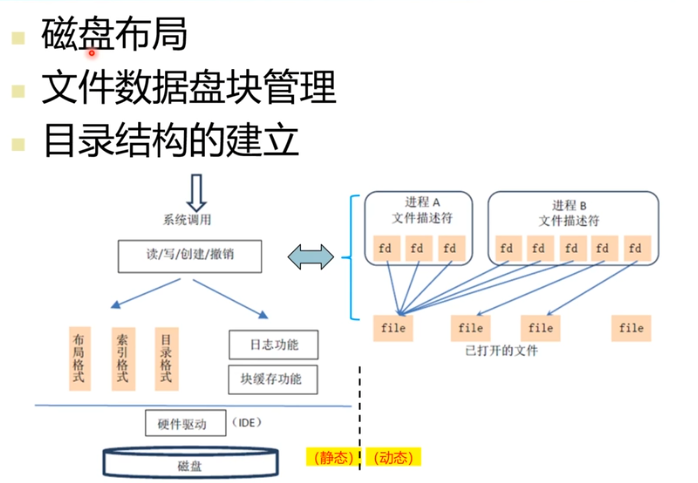 磁盘布局
文件数据盘块管理
目录结构的建立
系统调用
读/写/创建/撤销
布局格式
索引格式
目录格式
日志功能
块缓存功能
硬件驱动
（IDE）
磁盘
（静态）
（动态）
进程 A
文件描述符
fd
fd
fd
进程 B
文件描述符
fd
fd
fd
fd
fd
file
file
file
file
已打开的文件